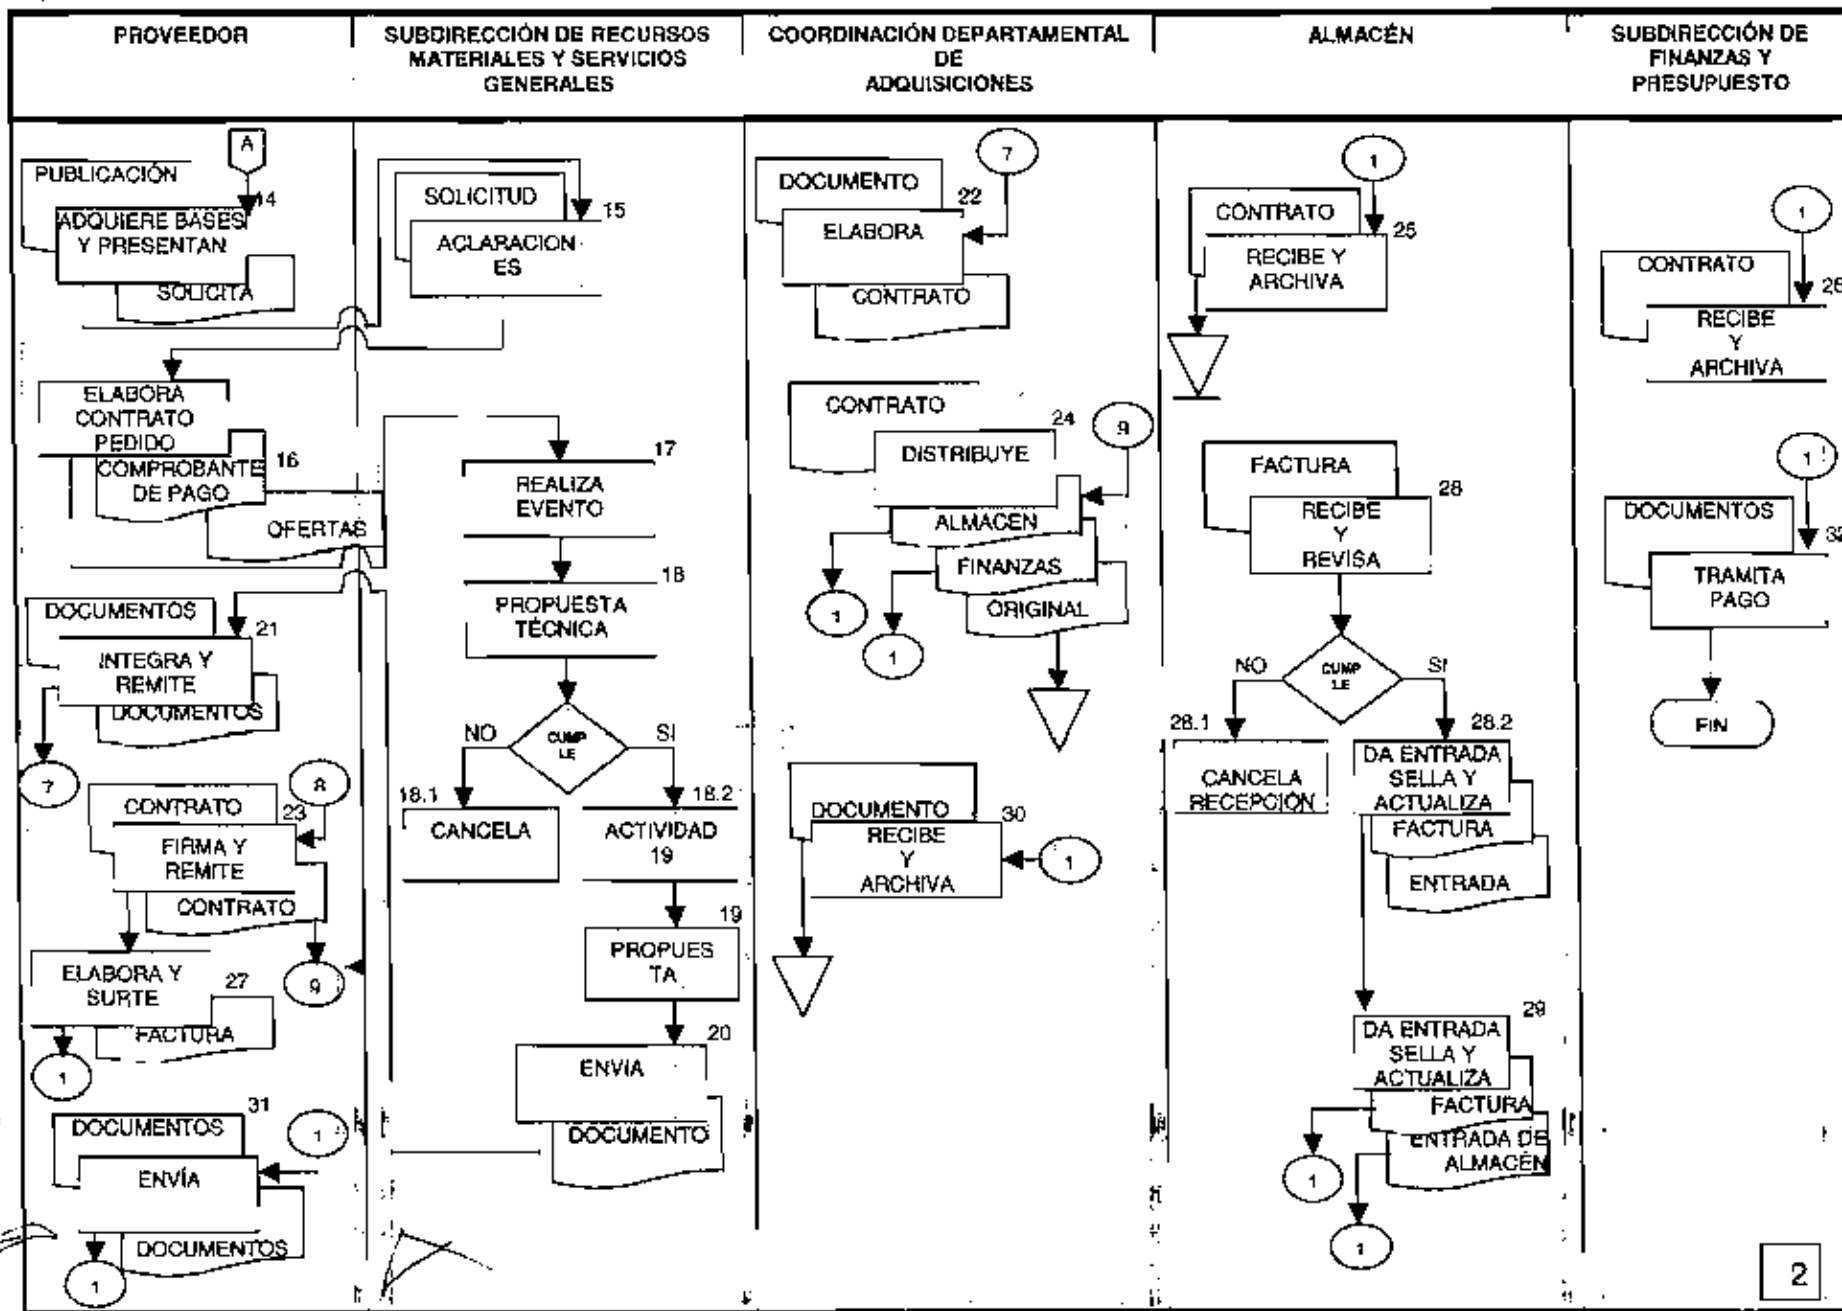 PROVEEDOR
SUBDIRECCIÓN DE RECURSOS
MATERIALES Y SERVICIOS
GENERALES
COORDINACIÓN DEPARTAMENTAL
DE
ADQUISICIONES
ALMACÉN
SUBDIRECCIÓN DE
FINANZAS Y
PRESUPUESTO
A
PUBLICACIÓN
14
ADQUIERE BASES
Y PRESENTAN
SOLICITA
ELABORA
CONTRATO
PEDIDO
COMPROBANTE
DE PAGO
16
OFERTAS
DOCUMENTOS
21
INTEGRA Y
REMITE
DOCUMENTOS
7
8
CONTRATO
23
FIRMA Y
REMITE
CONTRATO
9
ELABORA Y
SURTE
27
FACTURA
1
31
DOCUMENTOS
1
ENVÍA
DOCUMENTOS
1
SOLICITUD
15
ACLARACION
ES
17
REALIZA
EVENTO
18
PROPUESTA
TÉCNICA
NO
CUMP
LE
SI
18.1
CANCELA
18.2
ACTIVIDAD
19
19
PROPUES
TA
20
ENVIA
DOCUMENTO
7
DOCUMENTO
22
ELABORA
CONTRATO
CONTRATO
24
9
DISTRIBUYE
ALMACEN
FINANZAS
ORIGINAL
1
1
DOCUMENTO
30
RECIBE
Y
ARCHIVA
1
1
CONTRATO
25
RECIBE Y
ARCHIVA
FACTURA
28
RECIBE
Y
REVISA
NO
CUMP
LE
SI
28.1
CANCELA
RECEPCIÓN
28.2
DA ENTRADA
SELLA Y
ACTUALIZA
FACTURA
ENTRADA
29
DA ENTRADA
SELLA Y
ACTUALIZA
FACTURA
ENTRADA DE
ALMACÉN
1
1
1
CONTRATO
26
RECIBE
Y
ARCHIVA
1
DOCUMENTOS
32
TRAMITA
PAGO
FIN
2